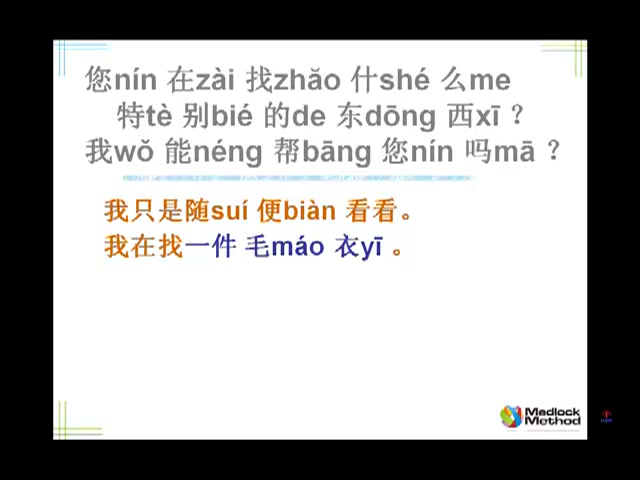 您nín 在zài 找zhǎo 什shé 么me
特tè 别bié 的de 东dōng 西xī ？
我wǒ 能néng 帮bāng 您nín 吗mā ？
我只是随suí 便biàn 看看。
我在找一件 毛máo 衣yī 。
Medlock
Method